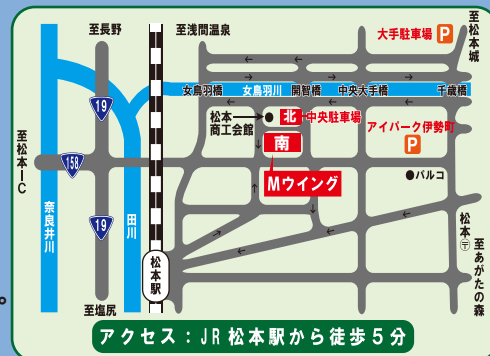 至長野
至浅間温泉
大手駐車場 P
至松本城
19
女鳥羽橋
女鳥羽川
開智橋
中央大手橋
千歳橋
松本
商工会館
北
中央駐車場
アイパーク伊勢町
P
南
158
至松本IC
Mウイング
パルコ
奈良井川
19
田川
松本駅
松本〒
至あがたの森
至塩尻
アクセス:JR松本駅から徒歩5分